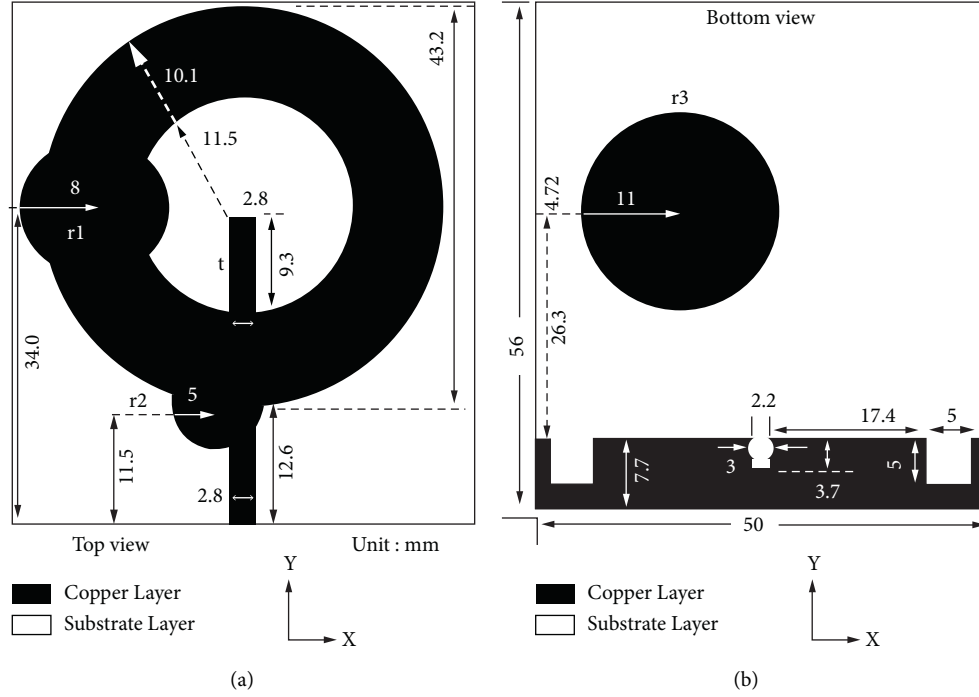 10.1
43.2
11.5
2.8
8
r1
t
9.3
34.0
r2
5
11.5
12.6
2.8
Top view
Unit : mm
Copper Layer
Substrate Layer
Y
X
(a)
Bottom view
r3
4.72
11
56
26.3
2.2
17.4
5
7.7
3
5
3.7
50
Copper Layer
Substrate Layer
Y
X
(b)